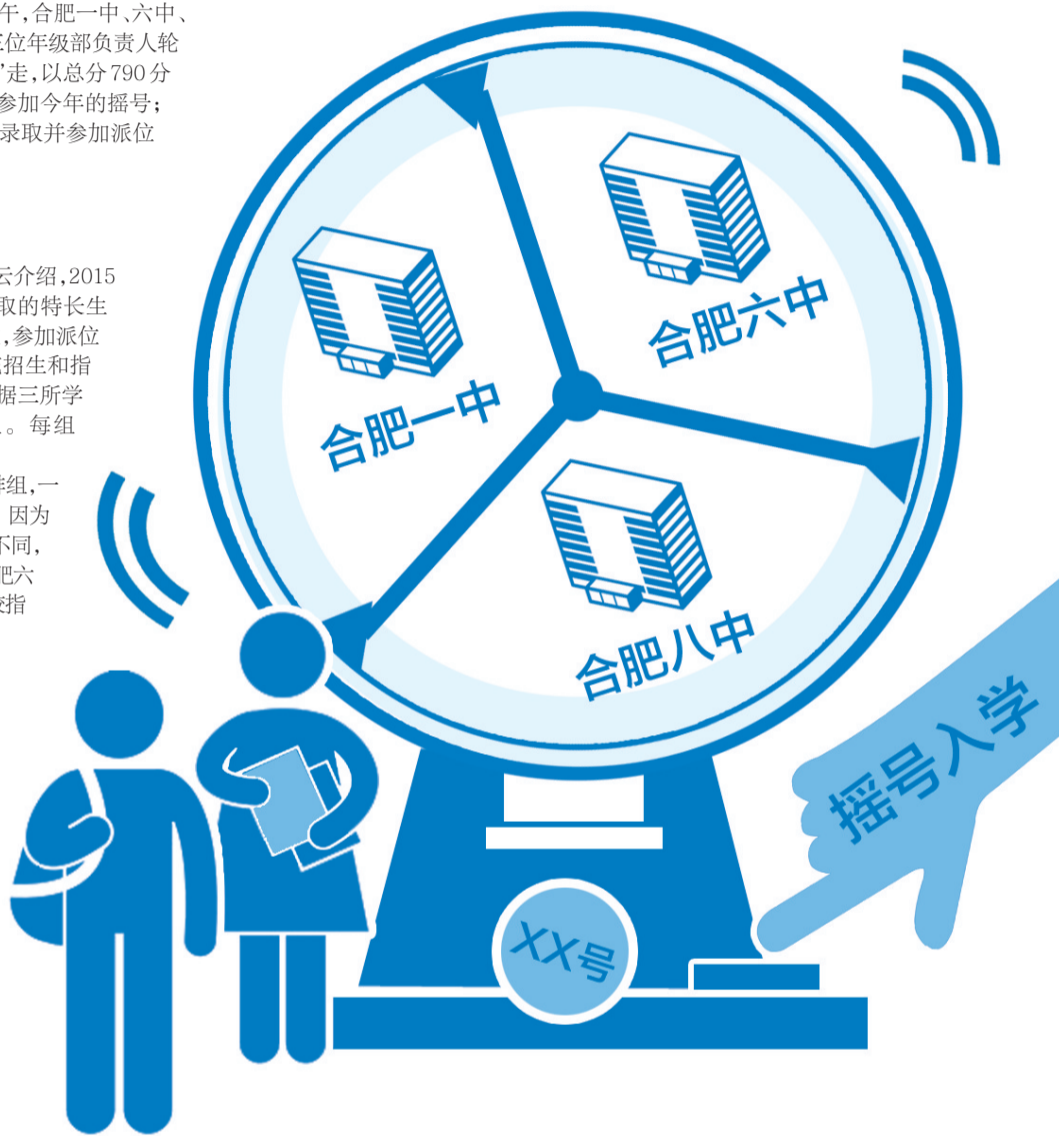 午,合肥一中、六中、
三位年级部负责人轮
”走,以总分790分
参加今年的摇号;
录取并参加派位
云介绍,2015
取的特长生
,参加派位
招生和指
据三所学
。每组
排组,一
因为
不同,
肥六
校指
合肥六中
合肥一中
合肥八中
摇号入学
XX号